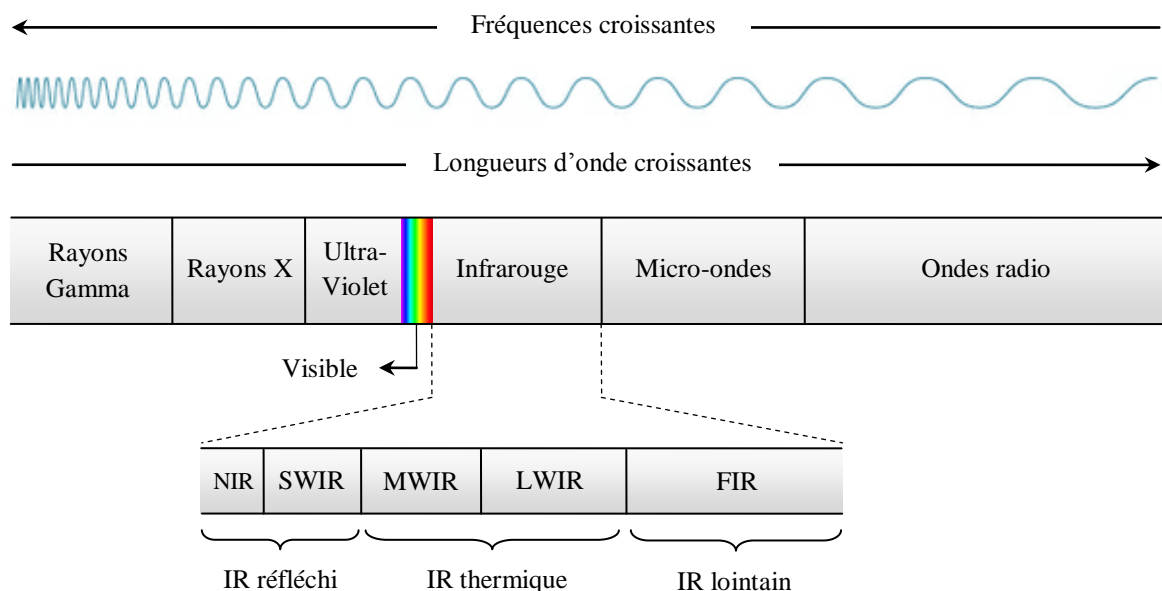 Fréquences croissantes
Longueurs d’onde croissantes
Rayons
Gamma
Rayons X
Ultra-
Violet
Infrarouge
Micro-ondes
Ondes radio
Visible
NIR
SWIR
MWIR
LWIR
FIR
IR réfléchi
IR thermique
IR lointain